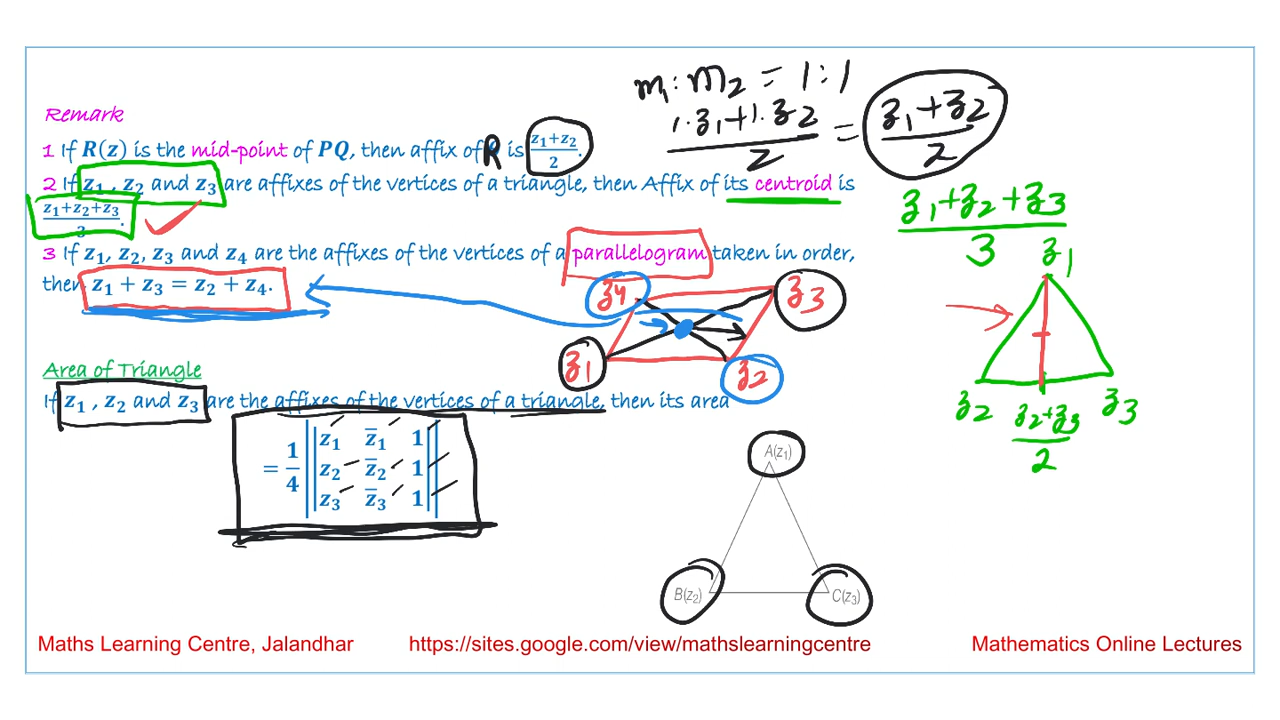 Remark
1 If R(z) is the mid-point of PQ, then affix of R is z₁+z₂/2.
2 If z₁ , z₂ and z₃ are affixes of the vertices of a triangle, then Affix of its centroid is
z₁+z₂+z₃/3.
3 If z₁, z₂, z₃ and z₄ are the affixes of the vertices of a parallelogram taken in order,
then z₁ + z₃ = z₂ + z₄.
m₁ : m₂ = 1 : 1
1·z₁+1·z₂/2 = z₁+z₂/2
z₁+z₂+z₃/3
z₁
z₂
z₃
z₂+z₃/2
z₄
z₃
z₁
z₂
Area of Triangle
If z₁ , z₂ and z₃ are the affixes of the vertices of a triangle, then its area
= 1/4 || z₁ z̅₁ 1 ||
|| z₂ z̅₂ 1 ||
|| z₃ z̅₃ 1 ||
A(z₁)
B(z₂)
C(z₃)
Maths Learning Centre, Jalandhar
https://sites.google.com/view/mathslearningcentre
Mathematics Online Lectures